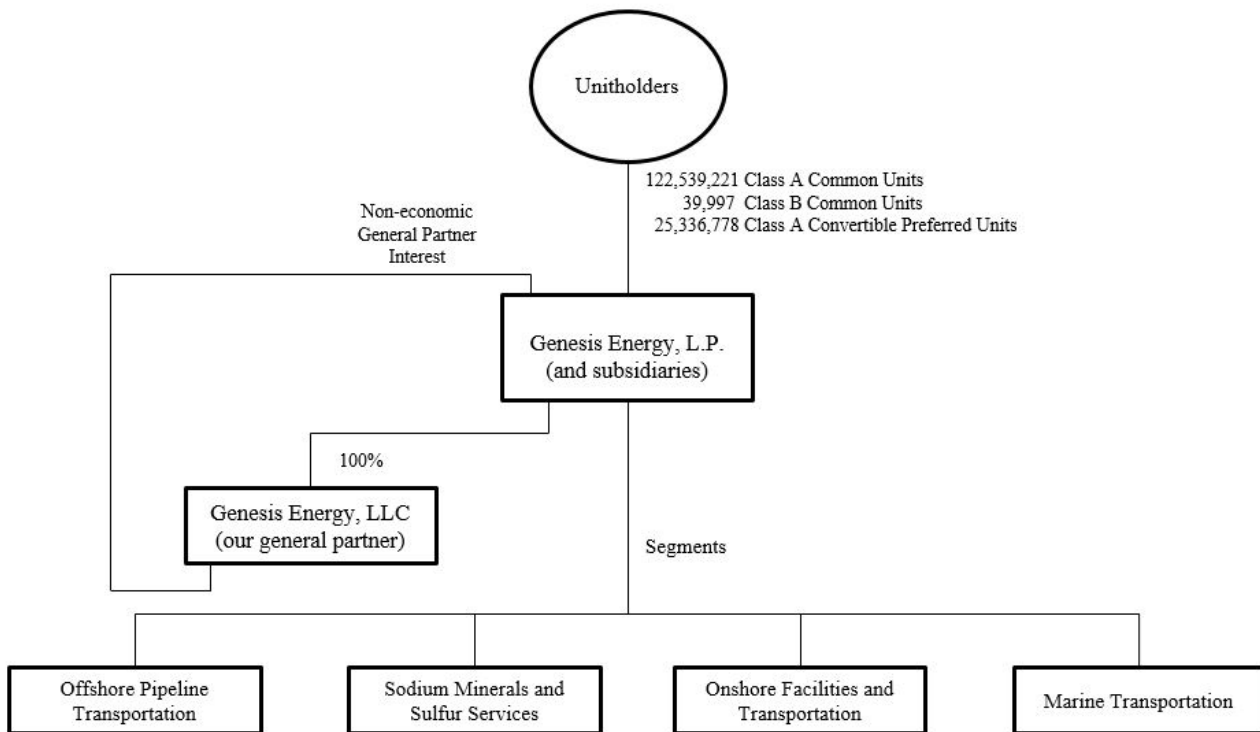 Unitholders
122,539,221 Class A Common Units
39,997 Class B Common Units
25,336,778 Class A Convertible Preferred Units
Non-economic
General Partner
Interest
Genesis Energy, L.P.
(and subsidiaries)
100%
Genesis Energy, LLC
(our general partner)
Segments
Offshore Pipeline
Transportation
Sodium Minerals and
Sulfur Services
Onshore Facilities and
Transportation
Marine Transportation